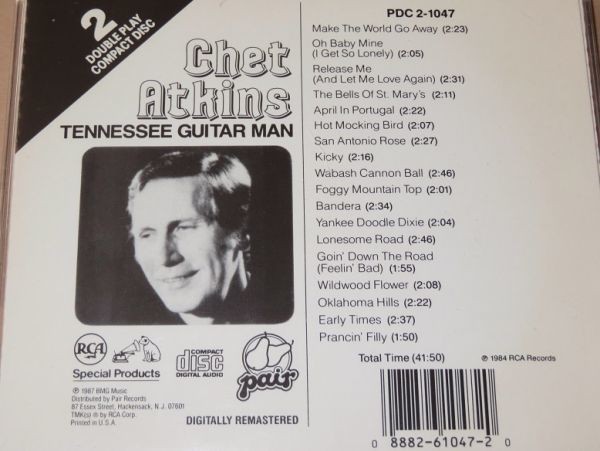 2
DOUBLE PLAY
COMPACT DISC
Chet
Atkins
TENNESSEE GUITAR MAN
RCA
Special Products
COMPACT
disc
DIGITAL AUDIO
pair
℗ 1987 BMG Music
Distributed by Pair Records
87 Essex Street, Hackensack, N. J. 07601
TMK(s) ® by RCA Corp.
Printed in U.S.A.
DIGITALLY REMASTERED
PDC 2-1047
Make The World Go Away (2:23)
Oh Baby Mine
(I Get So Lonely) (2:05)
Release Me
(And Let Me Love Again) (2:31)
The Bells Of St. Mary's (2:11)
April In Portugal (2:22)
Hot Mocking Bird (2:07)
San Antonio Rose (2:27)
Kicky (2:16)
Wabash Cannon Ball (2:46)
Foggy Mountain Top (2:01)
Bandera (2:34)
Yankee Doodle Dixie (2:04)
Lonesome Road (2:46)
Goin' Down The Road
(Feelin' Bad) (1:55)
Wildwood Flower (2:08)
Oklahoma Hills (2:22)
Early Times (2:37)
Prancin' Filly (1:50)
Total Time (41:50)
℗ 1984 RCA Records
0 8882-61047-2 0